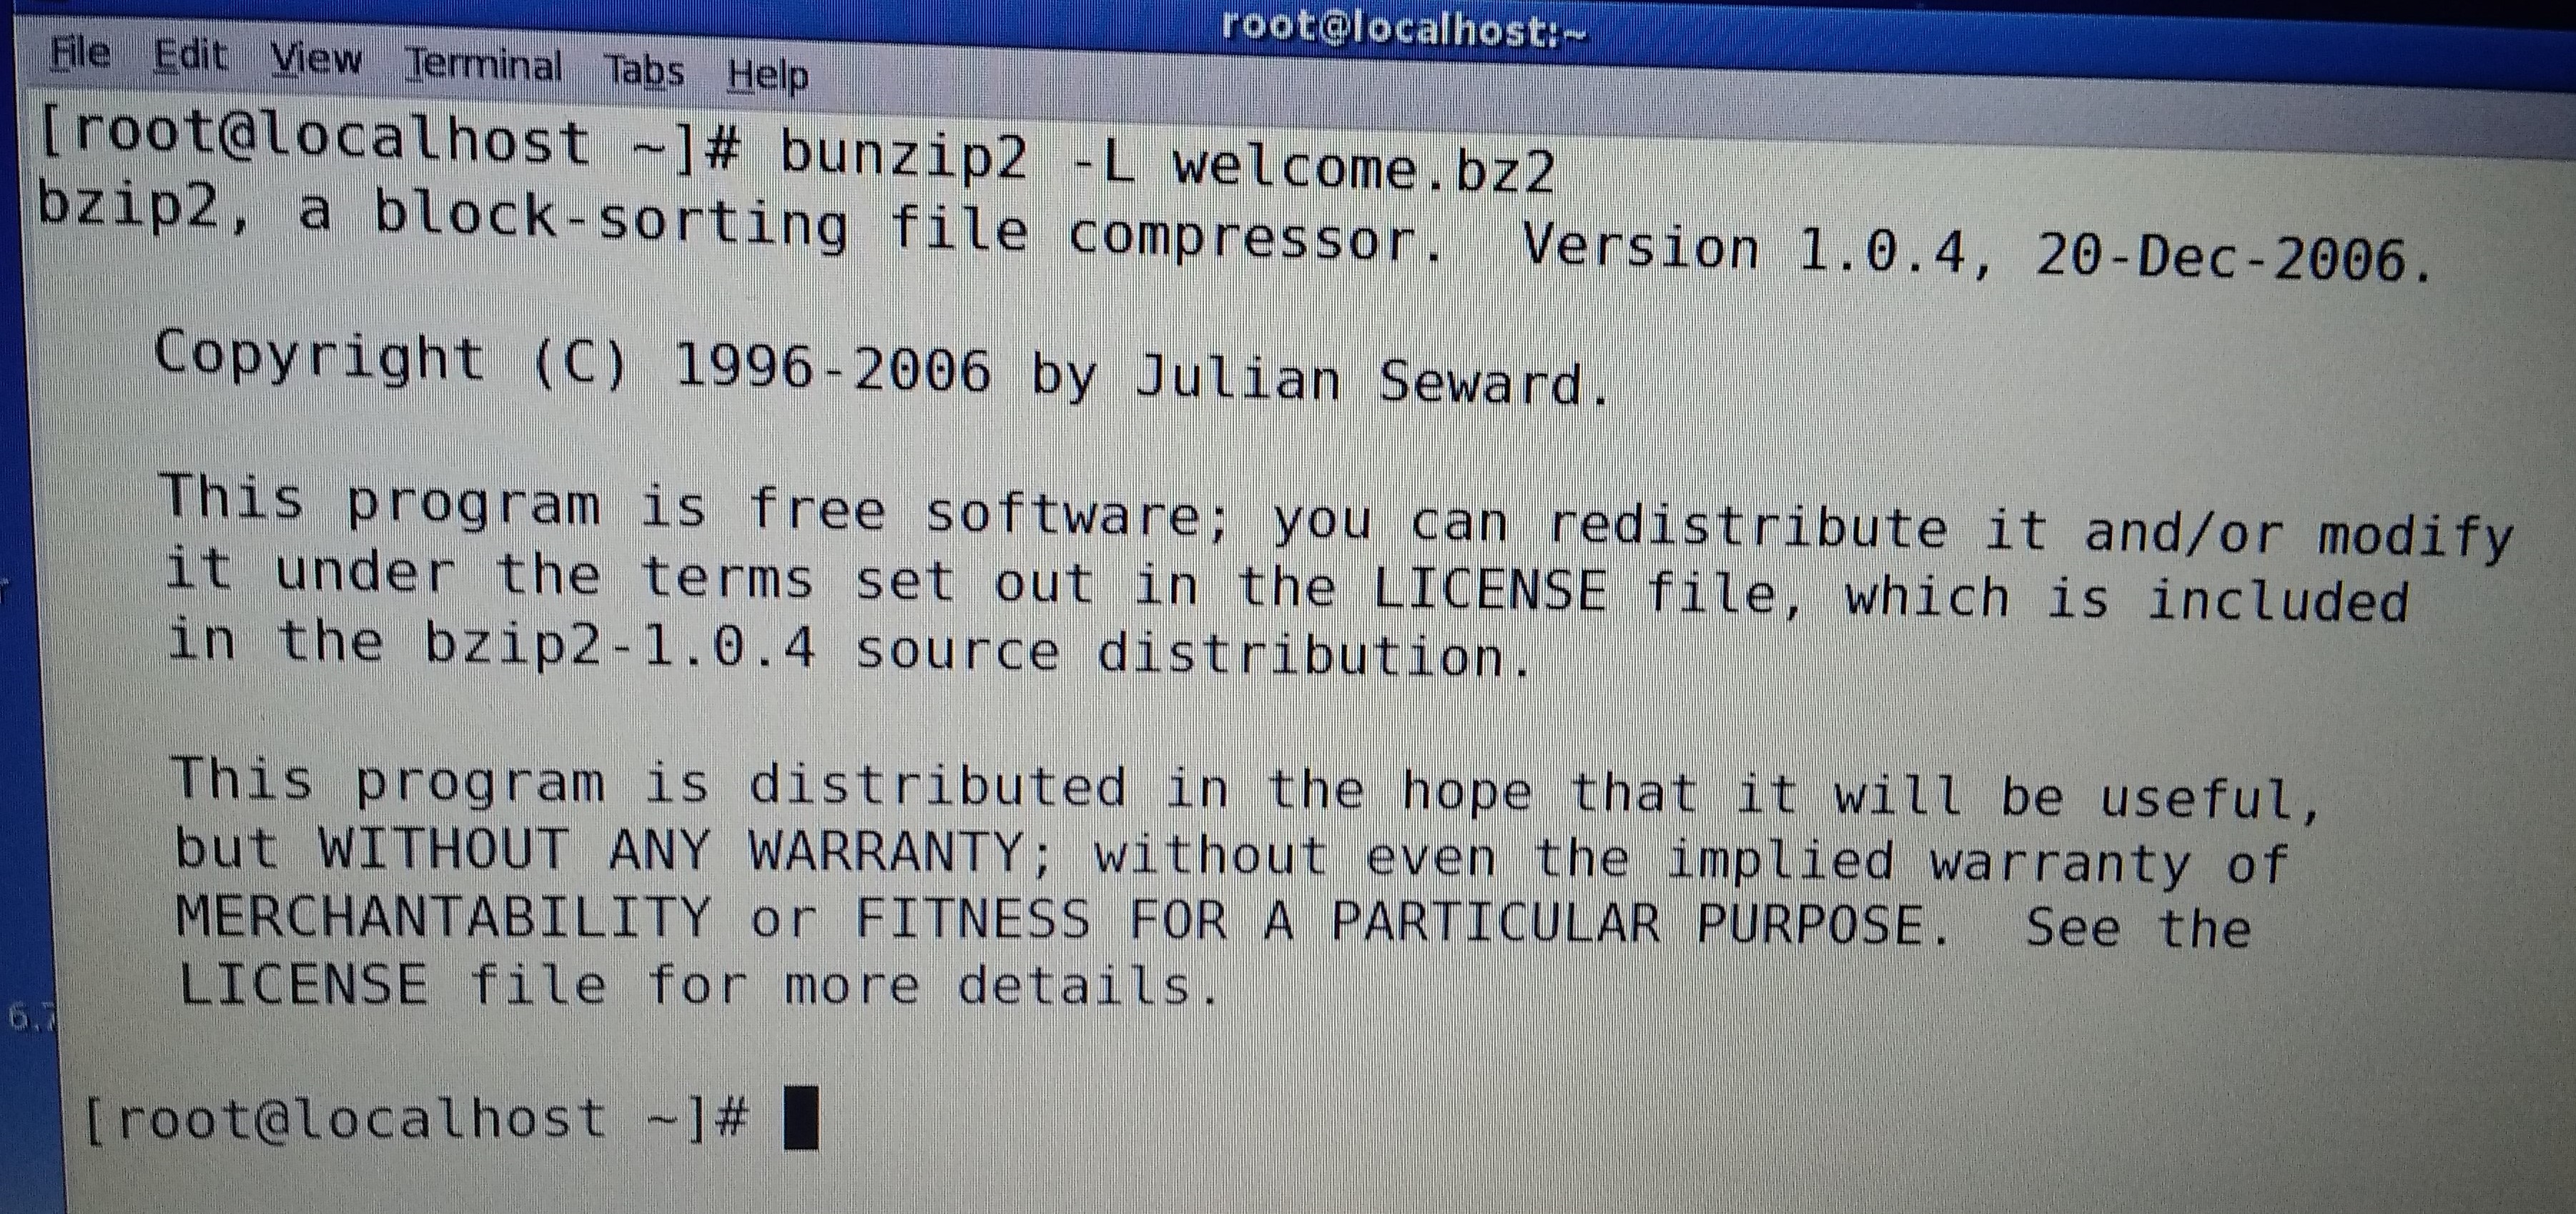 root@localhost:~
File Edit View Terminal Tabs Help
[root@localhost ~]# bunzip2 -L welcome.bz2
bzip2, a block-sorting file compressor.  Version 1.0.4, 20-Dec-2006.
Copyright (C) 1996-2006 by Julian Seward.
This program is free software; you can redistribute it and/or modify
it under the terms set out in the LICENSE file, which is included
in the bzip2-1.0.4 source distribution.
This program is distributed in the hope that it will be useful,
but WITHOUT ANY WARRANTY; without even the implied warranty of
MERCHANTABILITY or FITNESS FOR A PARTICULAR PURPOSE.  See the
LICENSE file for more details.
[root@localhost ~]#